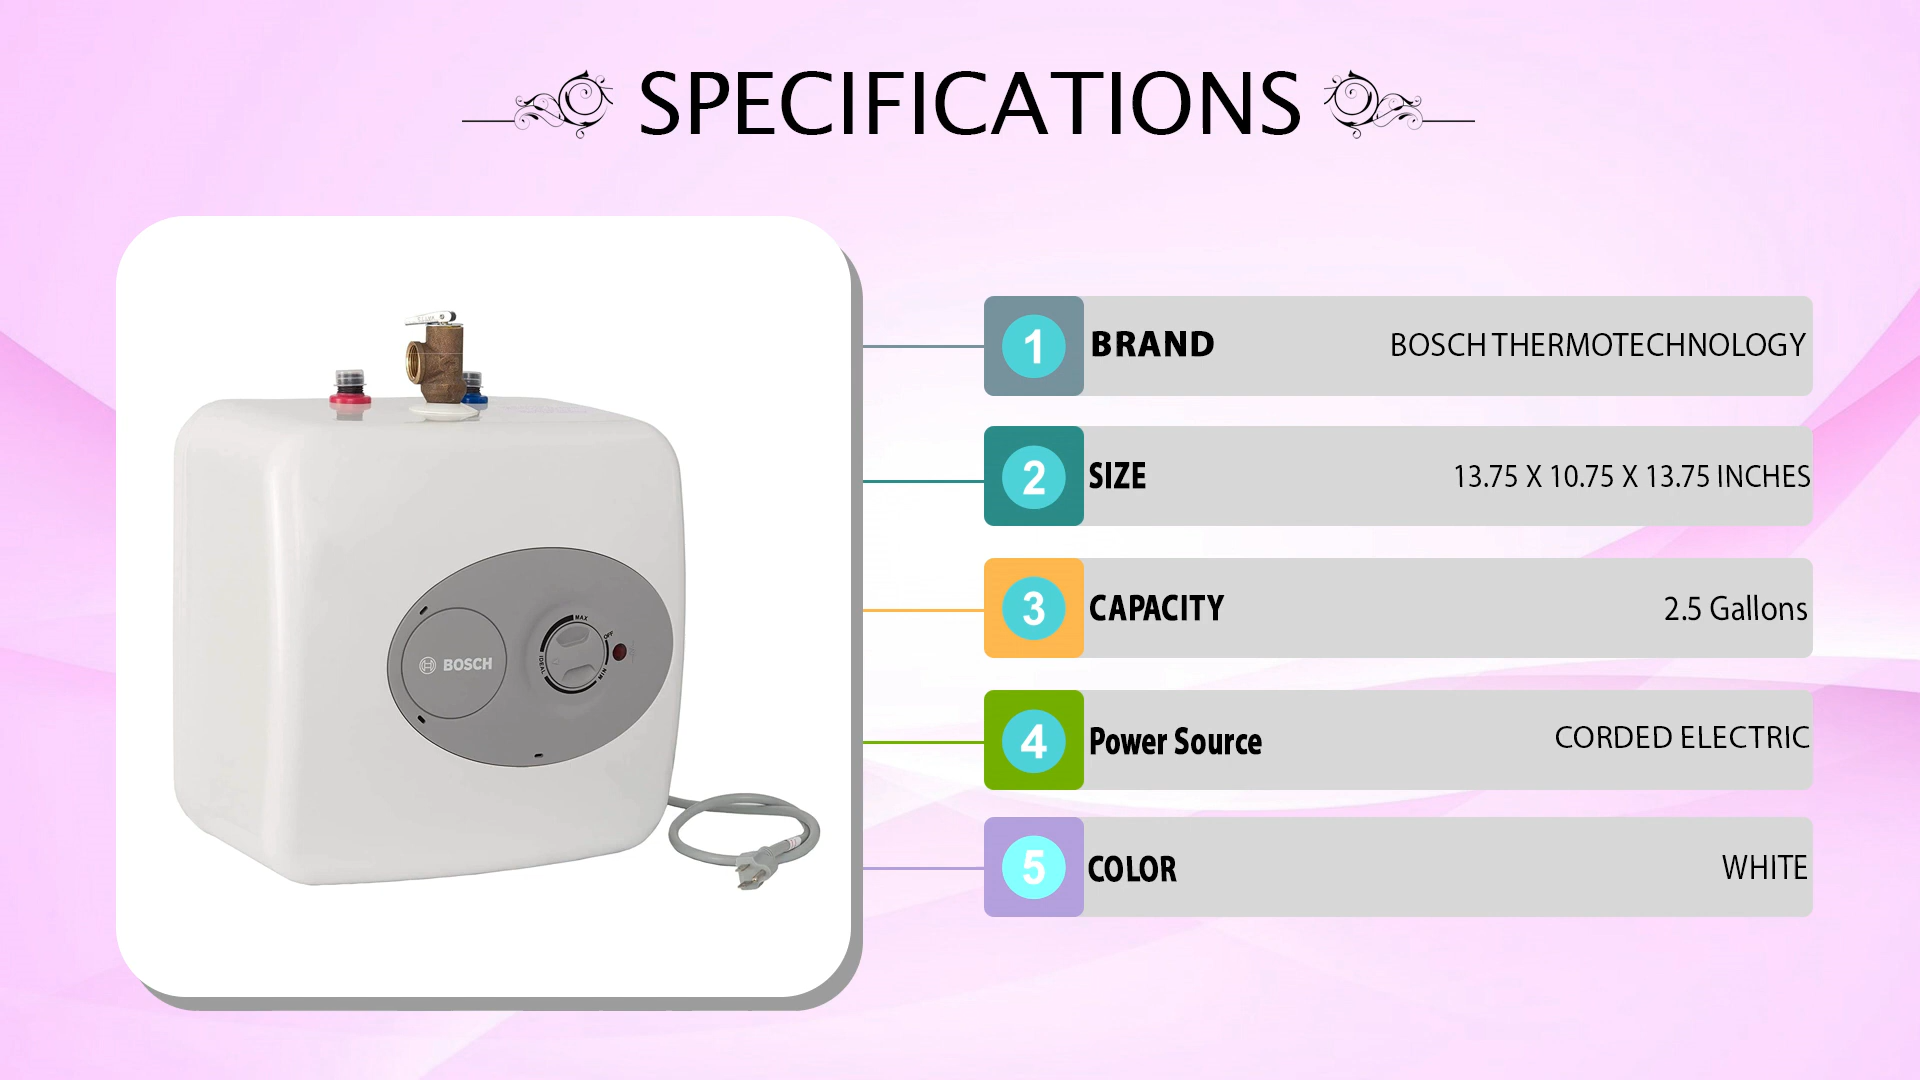 SPECIFICATIONS
1 BRAND BOSCH THERMOTECHNOLOGY
2 SIZE 13.75 X 10.75 X 13.75 INCHES
3 CAPACITY 2.5 Gallons
4 Power Source CORDED ELECTRIC
5 COLOR WHITE
BOSCH
MAX
OFF
IDEAL
MIN